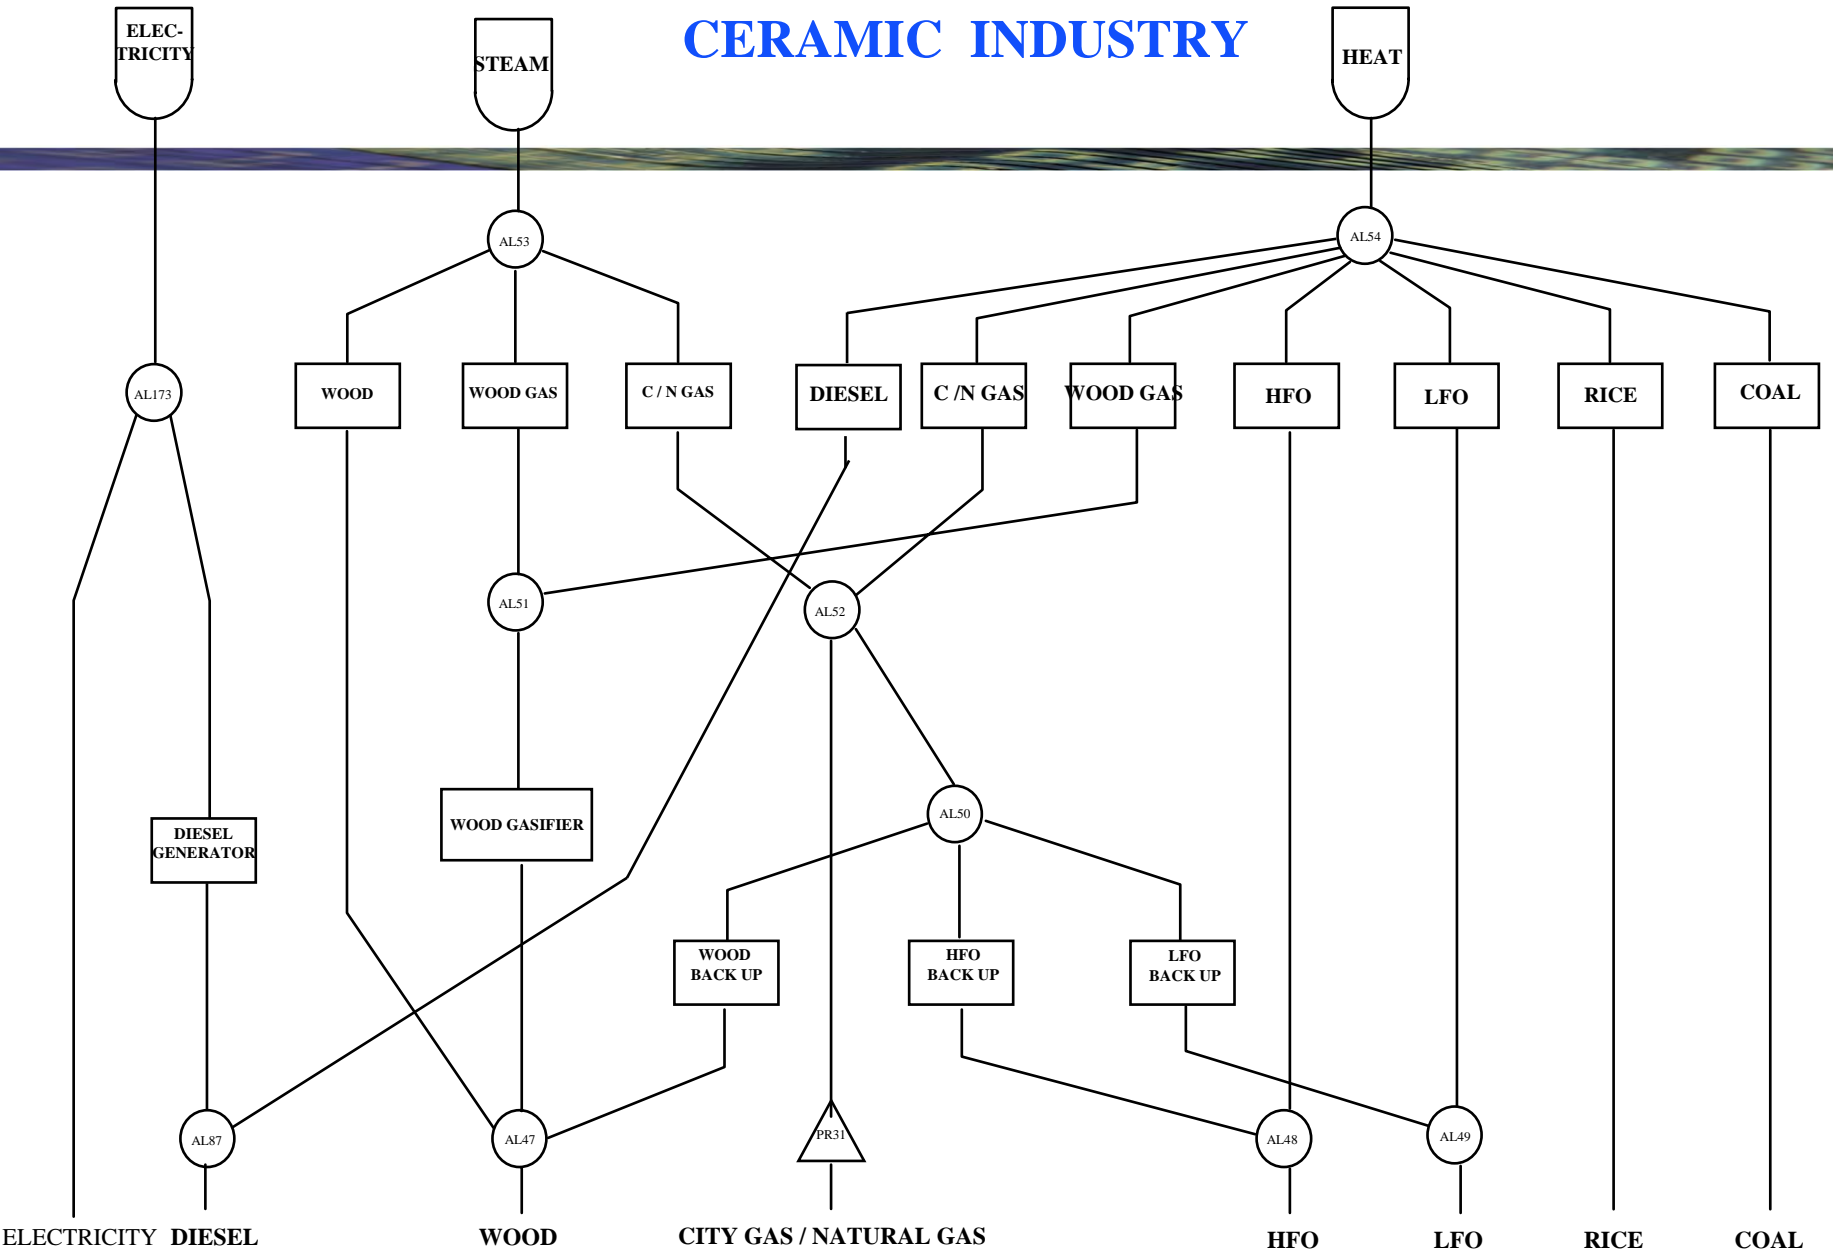 CERAMIC INDUSTRY
ELEC-
TRICITY
STEAM
HEAT
AL53
AL54
AL173
WOOD
WOOD GAS
C / N GAS
DIESEL
C /N GAS
WOOD GAS
HFO
LFO
RICE
COAL
AL51
AL52
AL50
DIESEL
GENERATOR
WOOD GASIFIER
WOOD
BACK UP
HFO
BACK UP
LFO
BACK UP
AL87
AL47
PR31
AL48
AL49
ELECTRICITY
DIESEL
WOOD
CITY GAS / NATURAL GAS
HFO
LFO
RICE
COAL